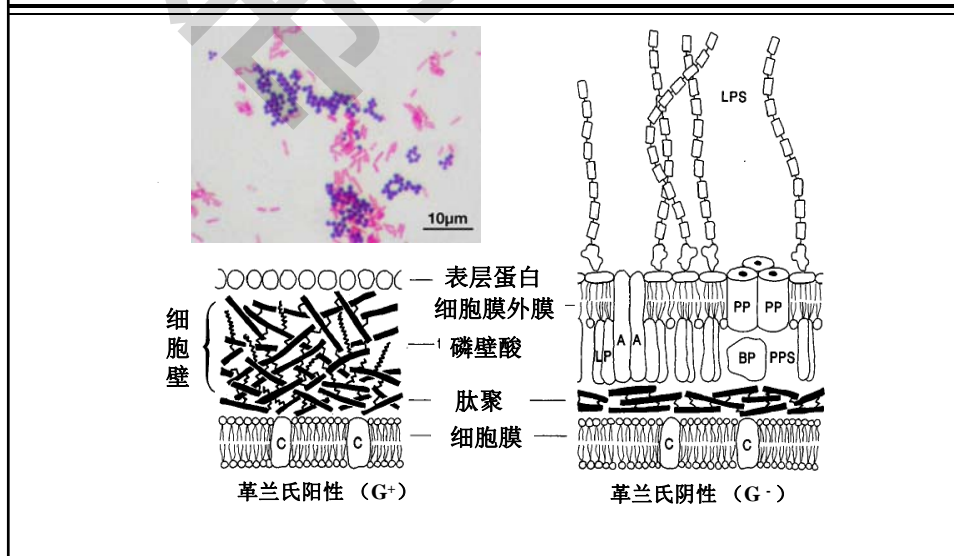 10μm
LPS
表层蛋白
细胞膜外膜
细胞壁
磷壁酸
肽聚
细胞膜
C C
革兰氏阳性 （G+）
PP PP
LP A A
BP PPS
C C
革兰氏阴性 （G-）